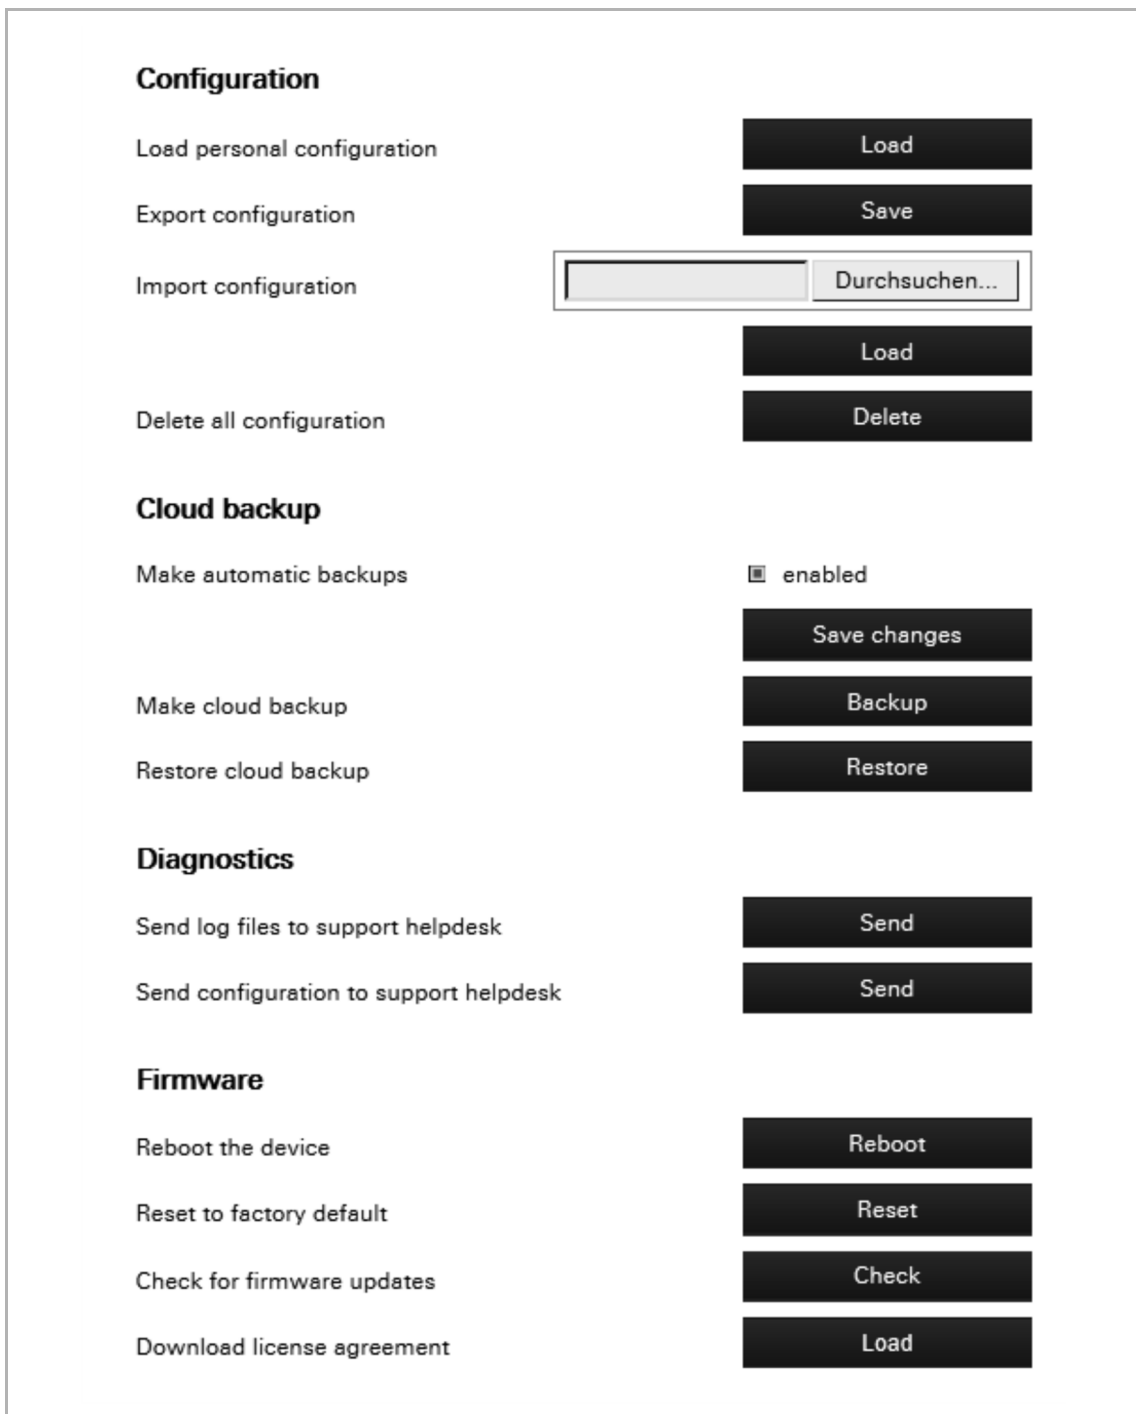 Configuration
Load personal configuration Load
Export configuration Save
Import configuration Durchsuchen...
Load
Delete all configuration Delete
Cloud backup
Make automatic backups enabled
Save changes
Make cloud backup Backup
Restore cloud backup Restore
Diagnostics
Send log files to support helpdesk Send
Send configuration to support helpdesk Send
Firmware
Reboot the device Reboot
Reset to factory default Reset
Check for firmware updates Check
Download license agreement Load